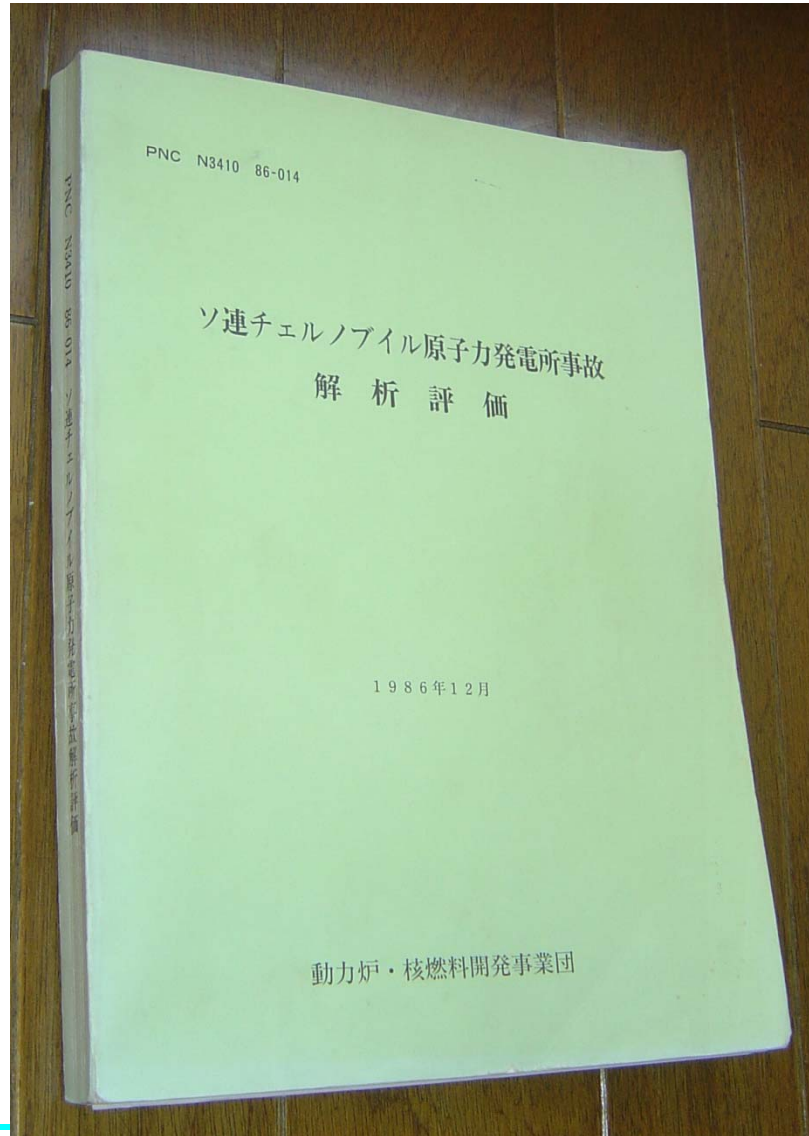 PNC N3410 86-014
ソ連チェルノブイル原子力発電所事故
解析評価
1986年12月
動力炉・核燃料開発事業団
PNC N3410 86-014 ソ連チェルノブイル原子力発電所事故解析評価